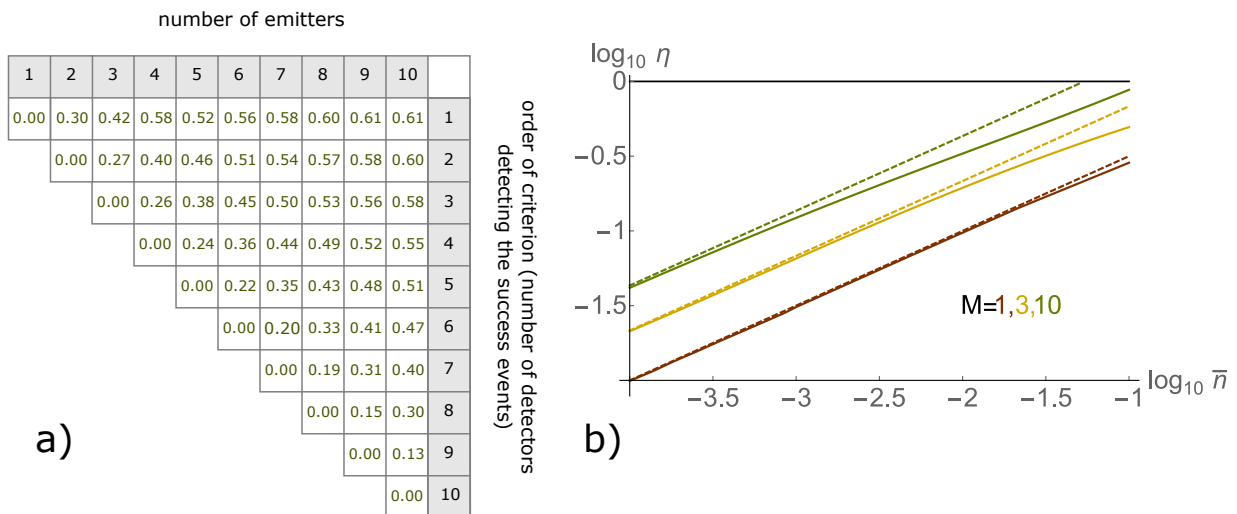 number of emitters
1 2 3 4 5 6 7 8 9 10
0.00 0.30 0.42 0.58 0.52 0.56 0.58 0.60 0.61 0.61 1
0.00 0.27 0.40 0.46 0.51 0.54 0.57 0.58 0.60 2
0.00 0.26 0.38 0.45 0.50 0.53 0.56 0.58 3
0.00 0.24 0.36 0.44 0.49 0.52 0.55 4
0.00 0.22 0.35 0.43 0.48 0.51 5
0.00 0.20 0.33 0.41 0.47 6
0.00 0.19 0.31 0.40 7
0.00 0.15 0.30 8
0.00 0.13 9
0.00 10
order of criterion (number of detectors
detecting the success events)
a)
log₁₀ η
0
−0.5
−1
−1.5
M=1,3,10
−3.5 −3 −2.5 −2 −1.5 −1
log₁₀ n̅
b)